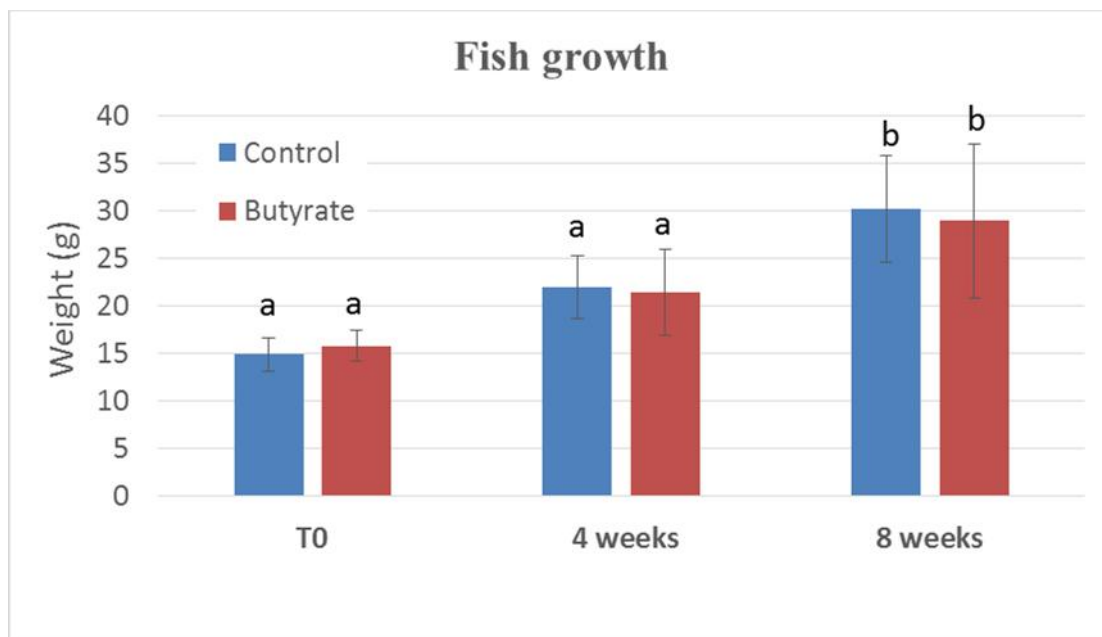 Fish growth
Weight (g)
40
35
30
25
20
15
10
5
0
Control
Butyrate
a
a
a
a
b
b
T0
4 weeks
8 weeks